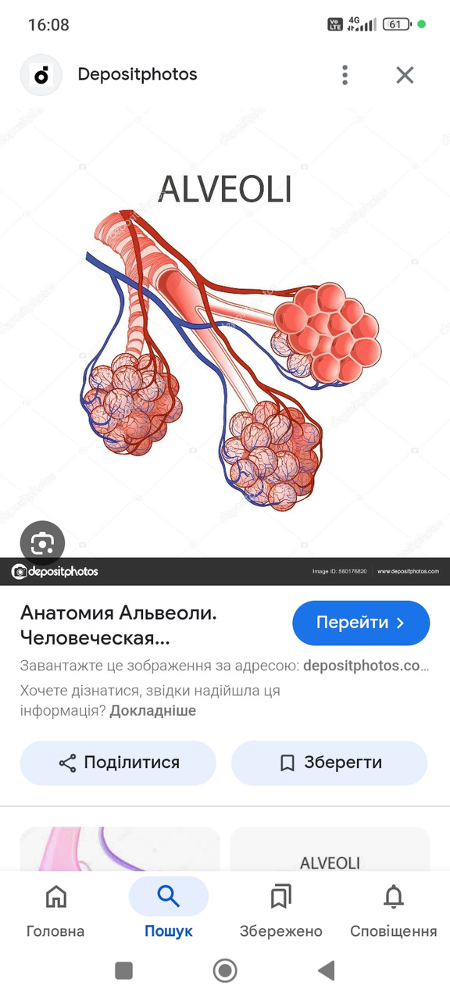 16:08
Vo LTE 4G 61
Depositphotos
ALVEOLI
depositphotos
Image ID: 560176820 www.depositphotos.com
Анатомия Альвеоли.
Человеческая...
Перейти
Завантажте це зображення за адресою: depositphotos.co...
Хочете дізнатися, звідки надійшла ця
інформація? Докладніше
Поділитися
Зберегти
ALVEOLI
Головна
Пошук
Збережено
Сповіщення